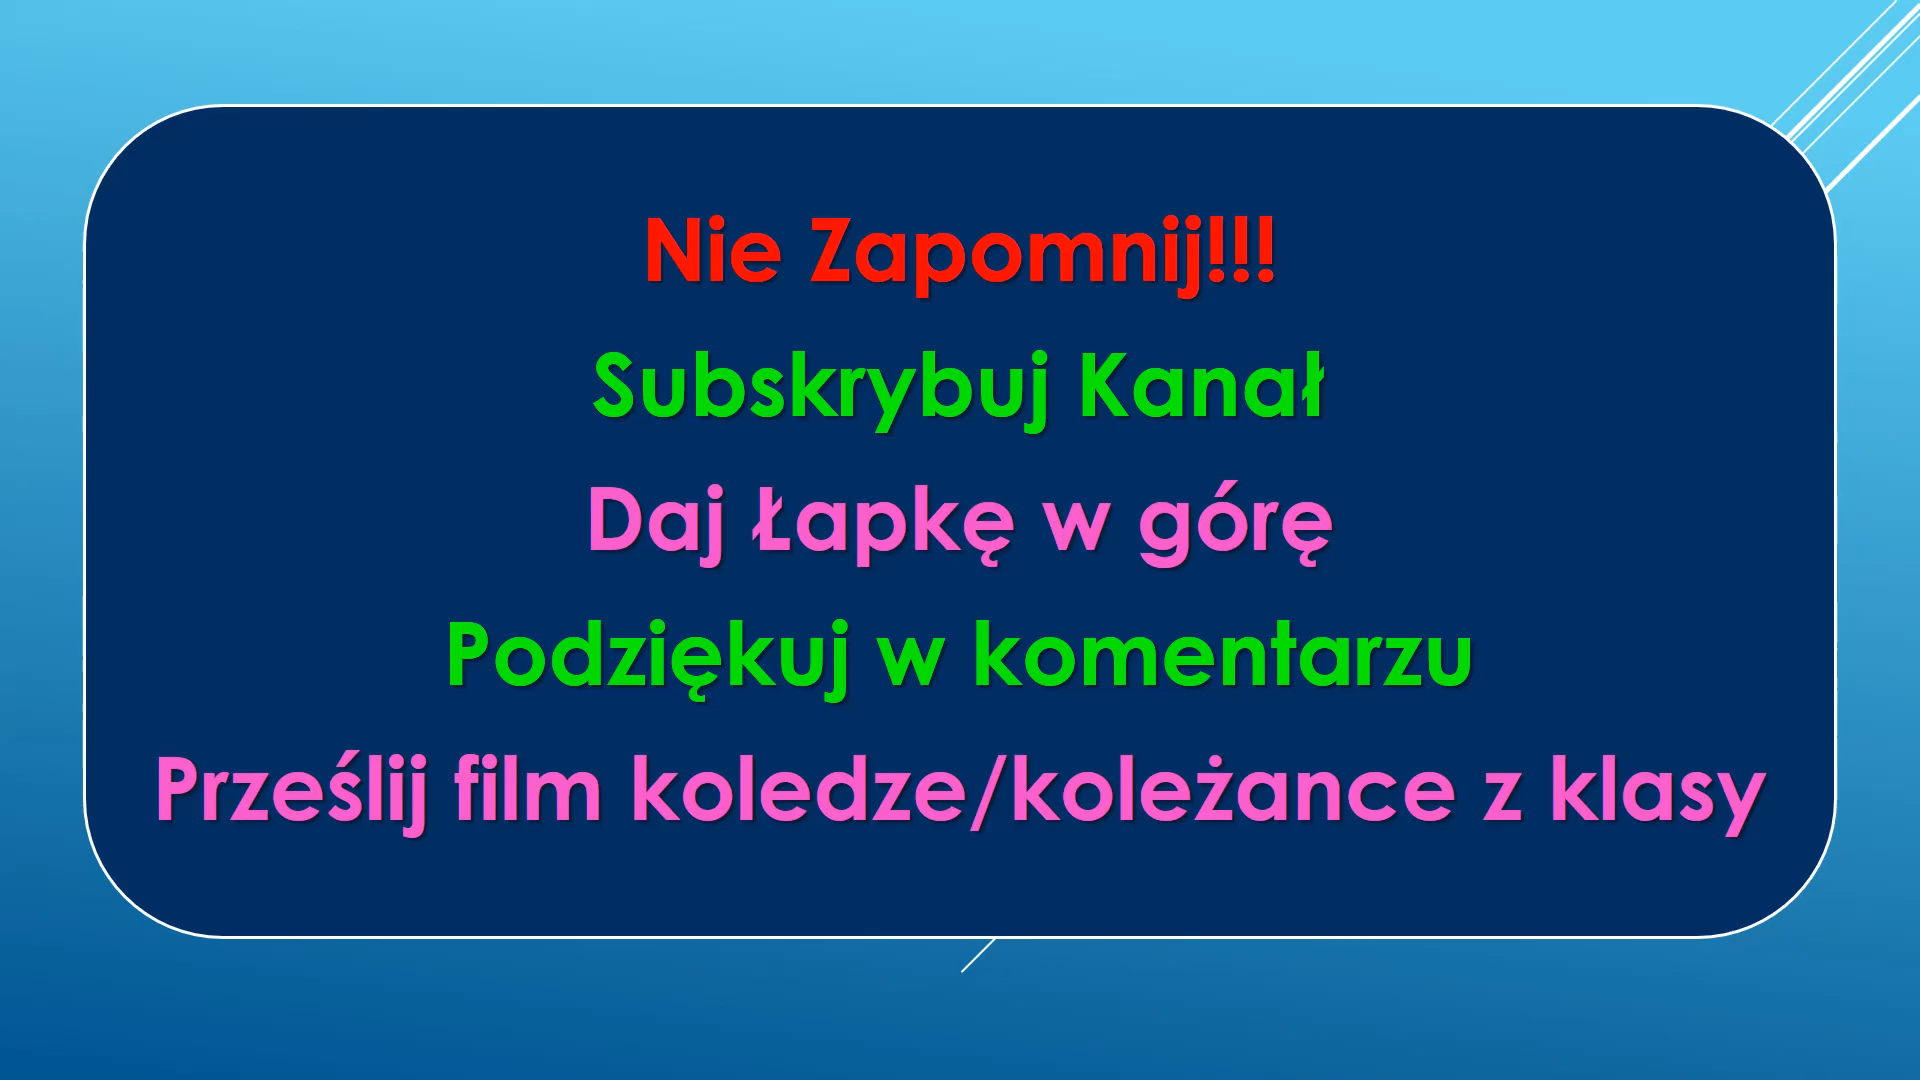 Nie Zapomnij!!!
Subskrybuj Kanał
Daj Łapkę w górę
Podziękuj w komentarzu
Prześlij film koledze/koleżance z klasy